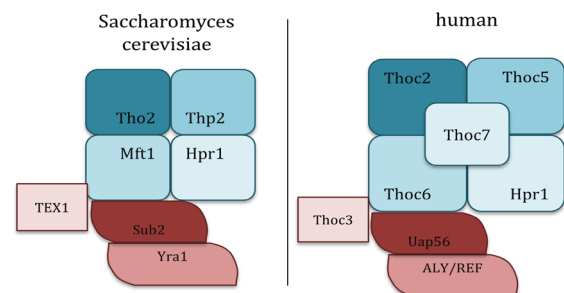 Saccharomyces
cerevisiae
Tho2
Thp2
Mft1
Hpr1
TEX1
Sub2
Yra1
human
Thoc2
Thoc5
Thoc7
Thoc6
Hpr1
Thoc3
Uap56
ALY/REF